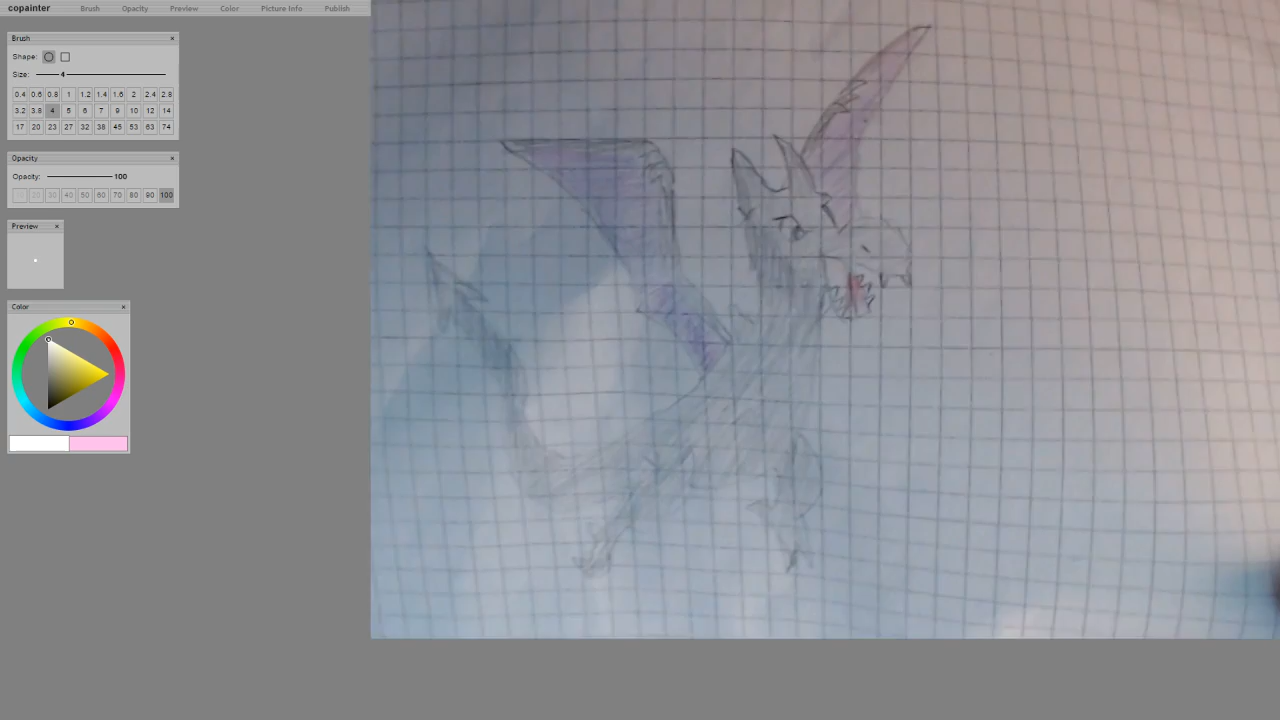 copainter Brush Opacity Preview Color Picture Info Publish
Brush ×
Shape:
Size: 4
0.4 0.6 0.8 1 1.2 1.4 1.6 2 2.4 2.8
3.2 3.8 4 5 6 7 9 10 12 14
17 20 23 27 32 38 45 53 63 74
Opacity ×
Opacity: 100
10 20 30 40 50 60 70 80 90 100
Preview ×
Color ×